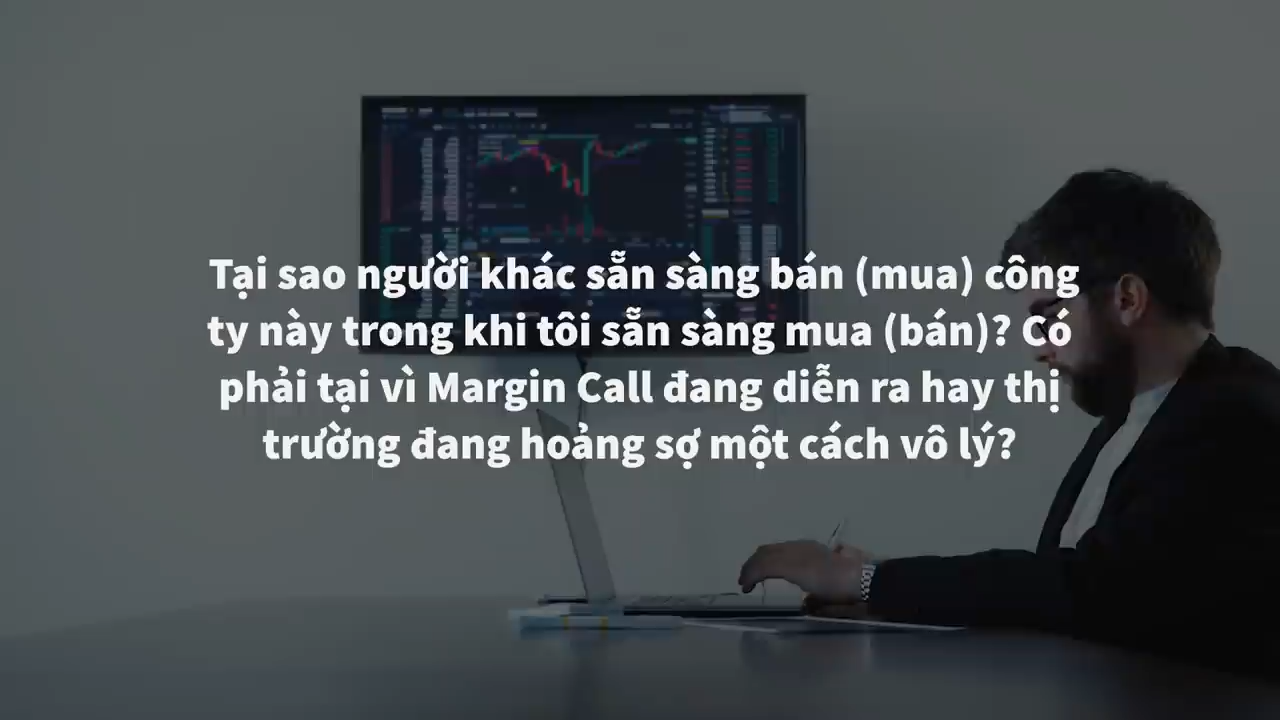 Tại sao người khác sẵn sàng bán (mua) công
ty này trong khi tôi sẵn sàng mua (bán)? Có
phải tại vì Margin Call đang diễn ra hay thị
trường đang hoảng sợ một cách vô lý?